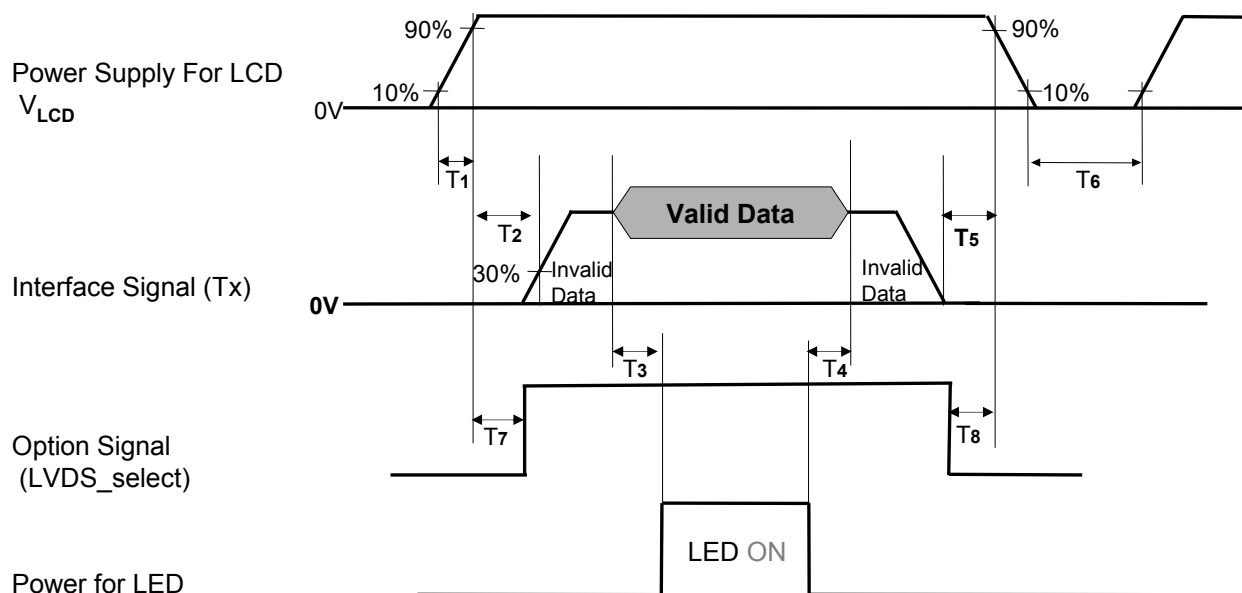 90%
90%
Power Supply For LCD
VLCD
10%
10%
0V
T1
T6
Valid Data
T2
T5
30%
Invalid
Data
Invalid
Data
Interface Signal (Tx)
0V
T3
T4
T7
T8
Option Signal
(LVDS_select)
LED ON
Power for LED